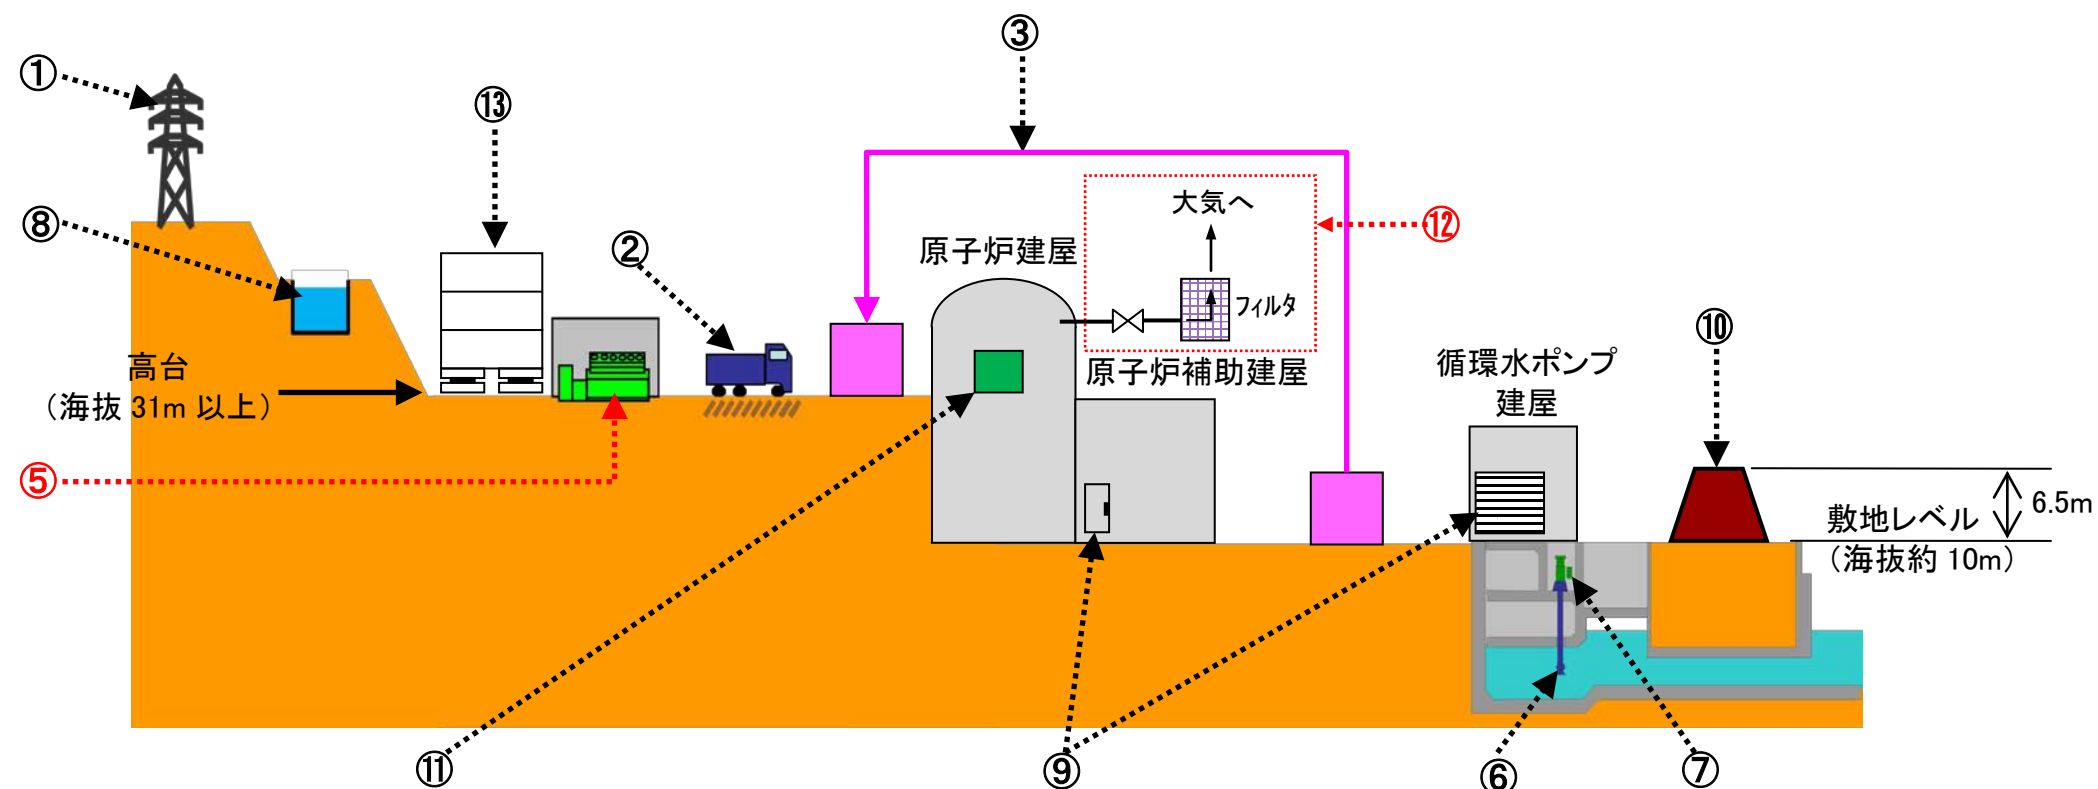 ③
①
⑬
大気へ
⑧
⑫
②
原子炉建屋
フィルタ
⑩
高台
(海抜 31m 以上)
原子炉補助建屋
循環水ポンプ
建屋
⑤
6.5m
敷地レベル
(海抜約 10m)
⑪
⑨
⑥
⑦